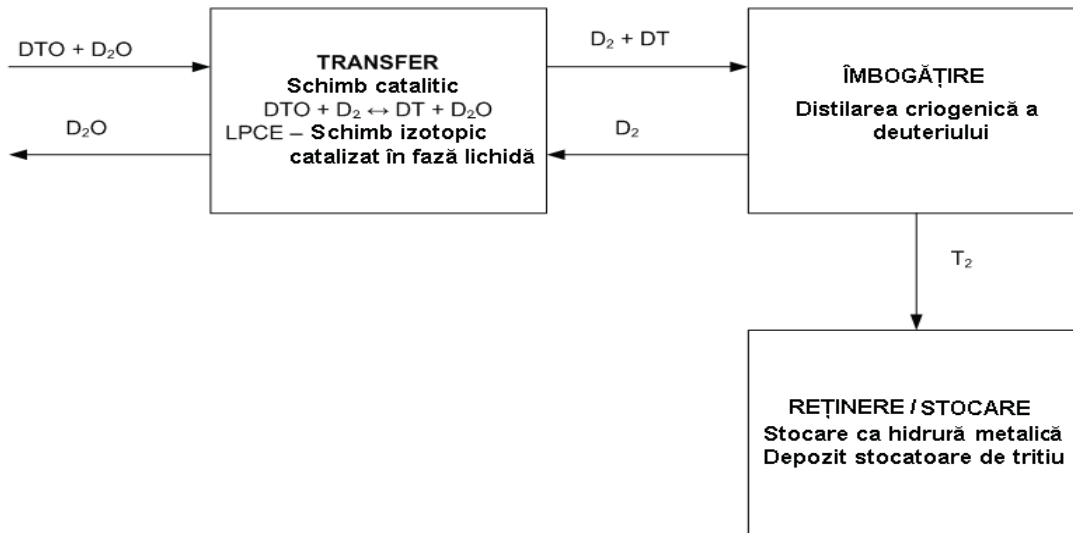 DTO + D₂O
D₂O
TRANSFER
Schimb catalitic
DTO + D₂ ↔ DT + D₂O
LPCE – Schimb izotopic
catalizat în fază lichidă
D₂ + DT
D₂
ÎMBOGĂȚIRE
Distilarea criogenică a
deuteriului
T₂
REȚINERE / STOCARE
Stocare ca hidrură metalică
Depozit stocatoare de tritiu